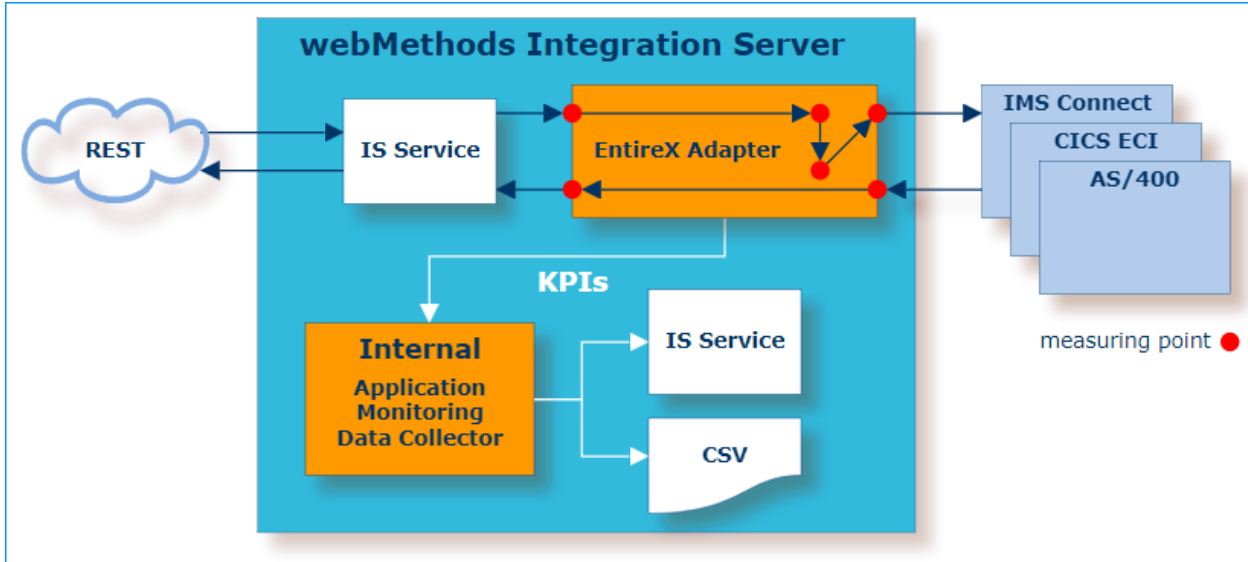 webMethods Integration Server
REST
IS Service
EntireX Adapter
IMS Connect
CICS ECI
AS/400
KPIs
measuring point
Internal
Application
Monitoring
Data Collector
IS Service
CSV